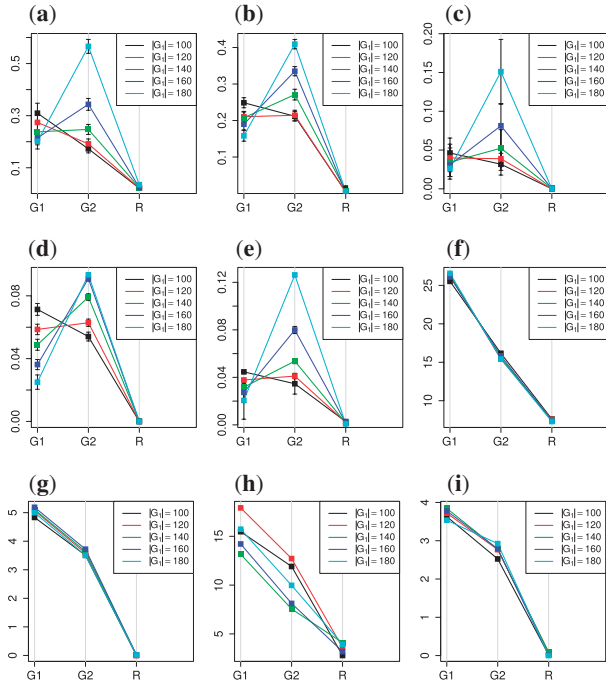 (a) (b) (c)
|G₁| = 100
|G₁| = 120
|G₁| = 140
|G₁| = 160
|G₁| = 180
0.5
0.3
0.1
G1 G2 R
|G₁| = 100
|G₁| = 120
|G₁| = 140
|G₁| = 160
|G₁| = 180
0.4
0.3
0.2
0.1
G1 G2 R
|G₁| = 100
|G₁| = 120
|G₁| = 140
|G₁| = 160
|G₁| = 180
0.20
0.15
0.10
0.05
0.00
G1 G2 R
(d) (e) (f)
|G₁| = 100
|G₁| = 120
|G₁| = 140
|G₁| = 160
|G₁| = 180
0.08
0.04
0.00
G1 G2 R
|G₁| = 100
|G₁| = 120
|G₁| = 140
|G₁| = 160
|G₁| = 180
0.12
0.08
0.04
0.00
G1 G2 R
|G₁| = 100
|G₁| = 120
|G₁| = 140
|G₁| = 160
|G₁| = 180
25
20
15
10
G1 G2 R
(g) (h) (i)
|G₁| = 100
|G₁| = 120
|G₁| = 140
|G₁| = 160
|G₁| = 180
5
4
3
2
1
0
G1 G2 R
|G₁| = 100
|G₁| = 120
|G₁| = 140
|G₁| = 160
|G₁| = 180
15
10
5
G1 G2 R
|G₁| = 100
|G₁| = 120
|G₁| = 140
|G₁| = 160
|G₁| = 180
4
3
2
1
0
G1 G2 R